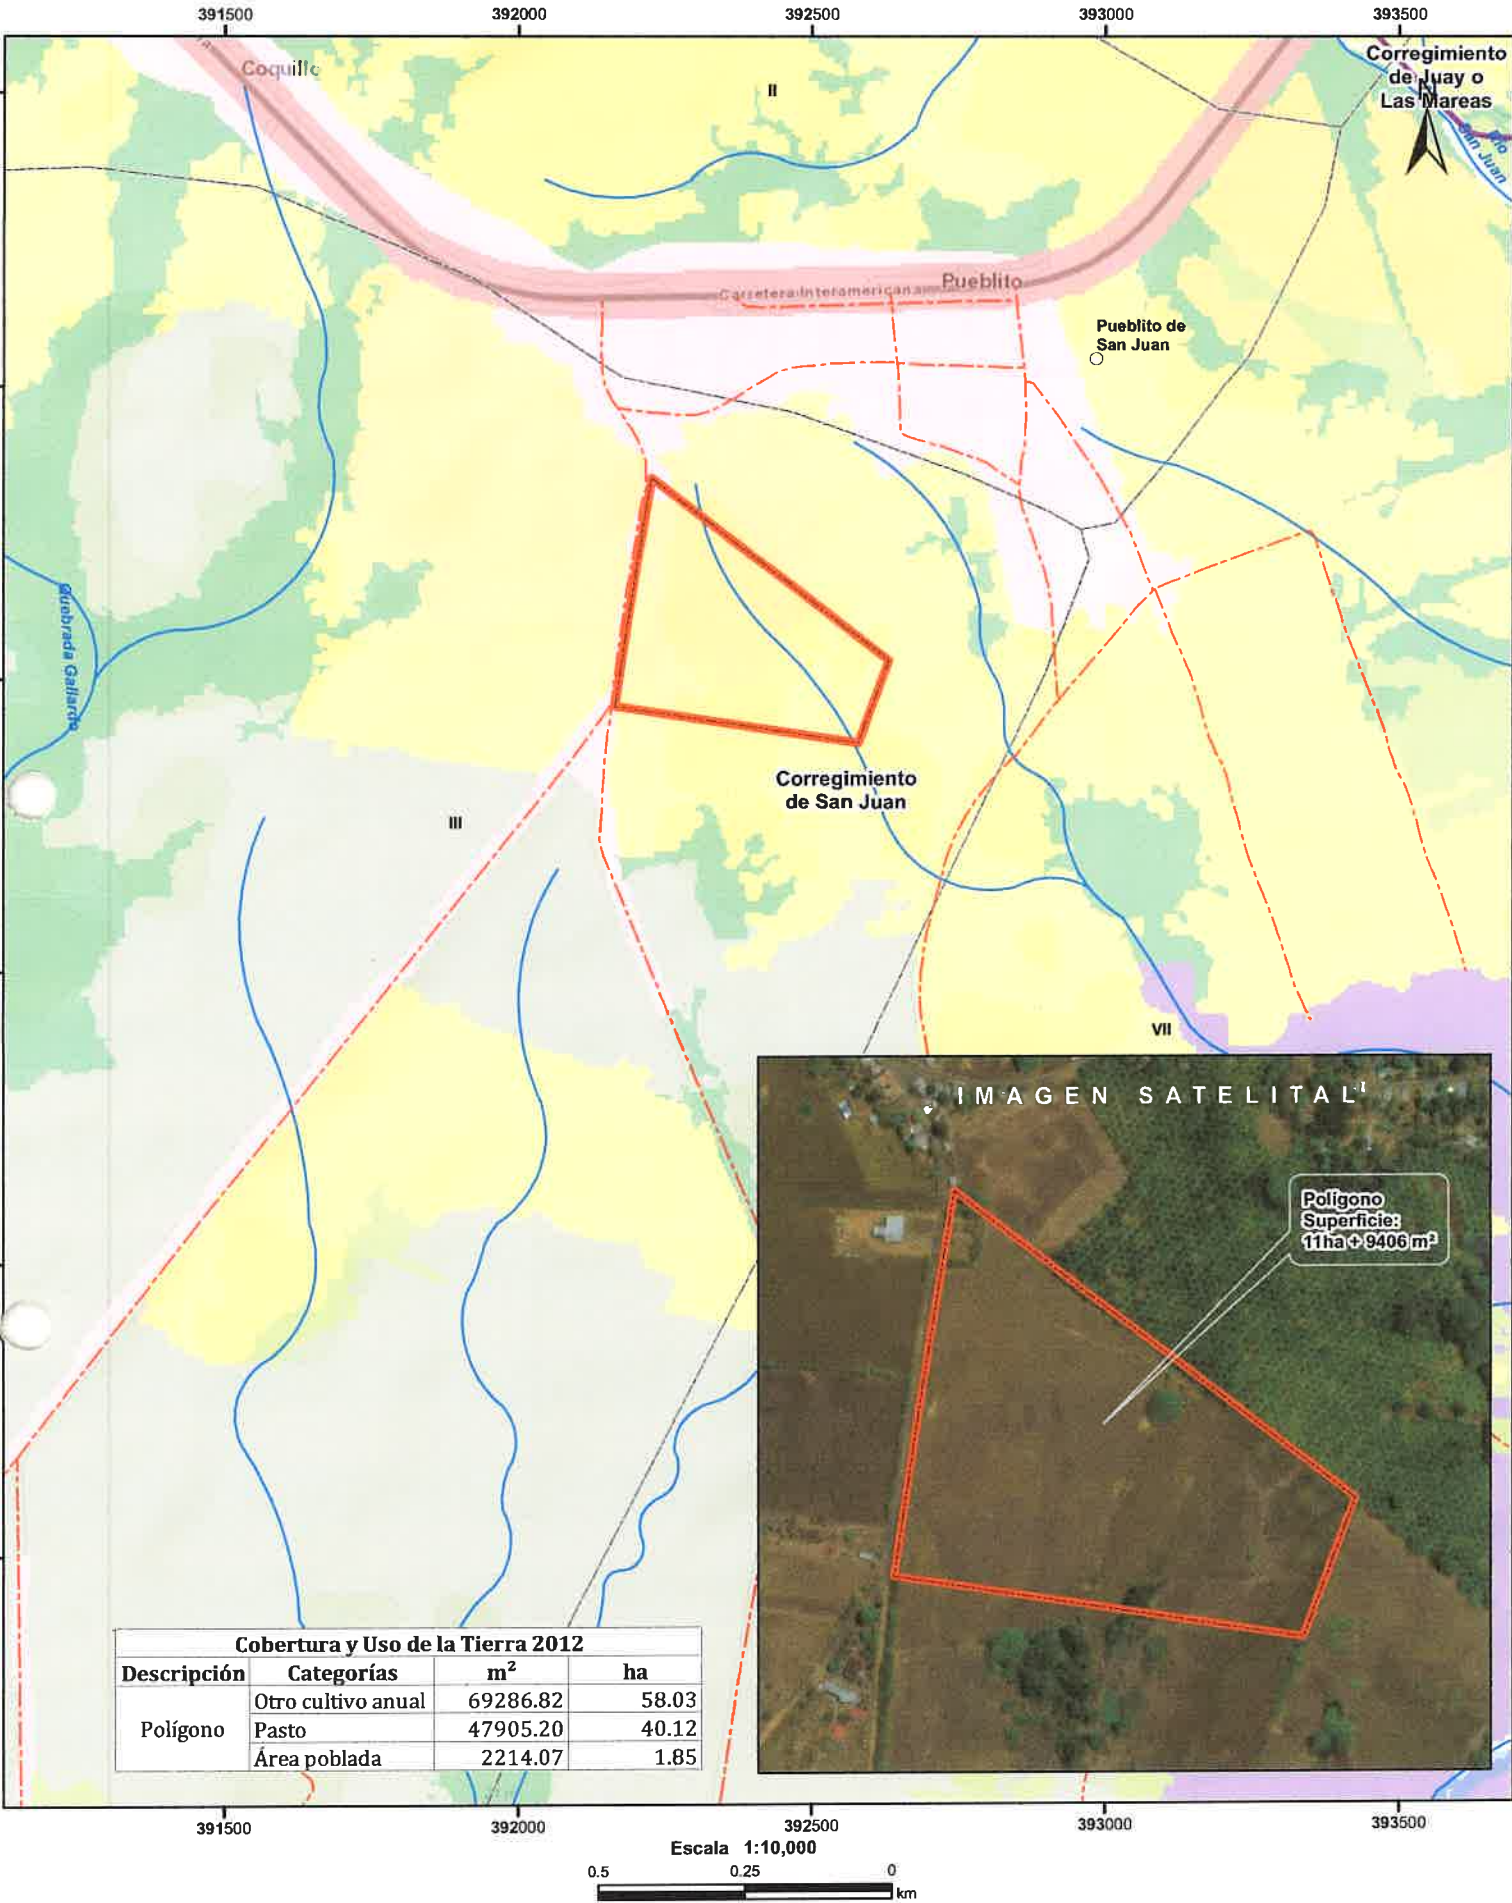 391500 392000 392500 393000 393500
Corregimiento
de Juay o
Las Mareas
N
Río
San Juan
Coquillo
II
Carretera Interamericana
Pueblito
Pueblito de
San Juan
Quebrada Gallardo
Corregimiento
de San Juan
III
VII
IMAGEN SATELITAL
Polígono
Superficie:
11ha + 9406 m²
Cobertura y Uso de la Tierra 2012
Descripción Categorías m² ha
Polígono Otro cultivo anual 69286.82 58.03
Pasto 47905.20 40.12
Área poblada 2214.07 1.85
391500 392000 392500 393000 393500
Escala 1:10,000
0.5 0.25 0
km